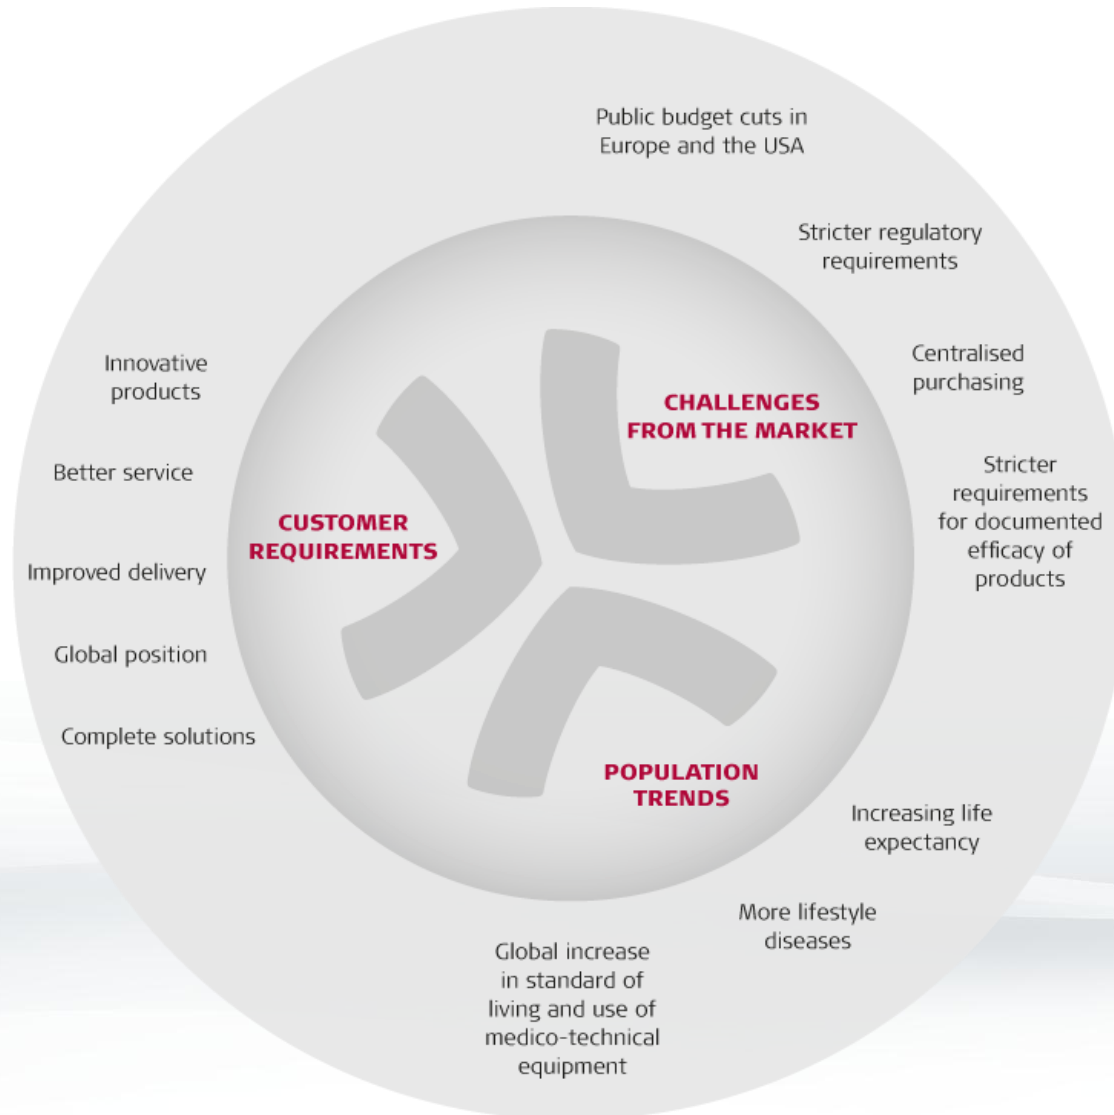 Public budget cuts in
Europe and the USA
Stricter regulatory
requirements
Centralised
purchasing
Stricter
requirements
for documented
efficacy of
products
CHALLENGES
FROM THE MARKET
Innovative
products
Better service
Improved delivery
Global position
Complete solutions
CUSTOMER
REQUIREMENTS
POPULATION
TRENDS
Increasing life
expectancy
More lifestyle
diseases
Global increase
in standard of
living and use of
medico-technical
equipment